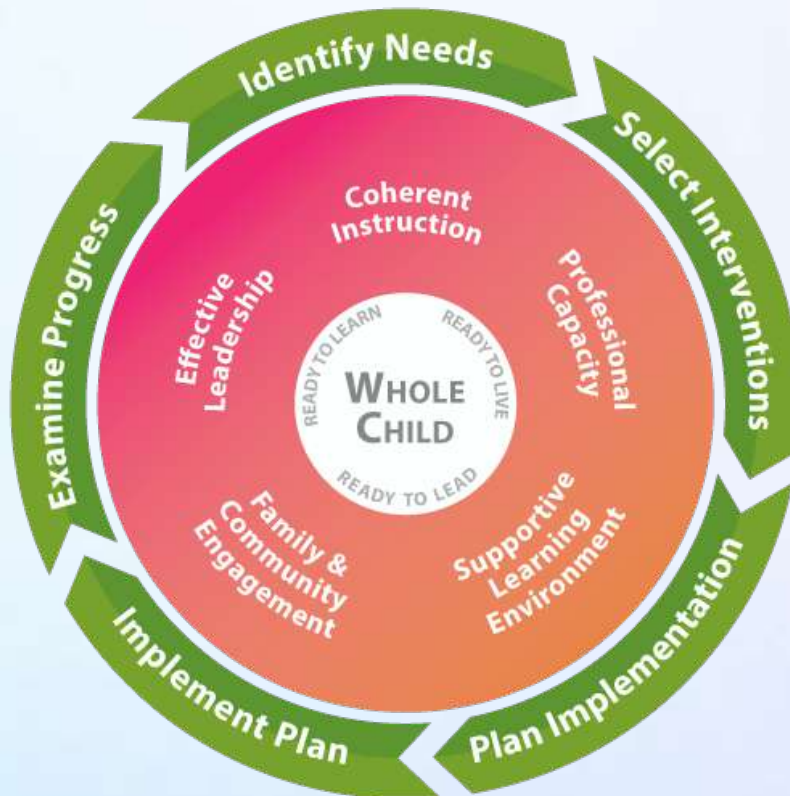 Identify Needs
Select Interventions
Plan Implementation
Implement Plan
Examine Progress
Coherent
Instruction
Professional
Capacity
Supportive
Learning
Environment
Family &
Community
Engagement
Effective
Leadership
READY TO LEARN
READY TO LIVE
READY TO LEAD
WHOLE
CHILD